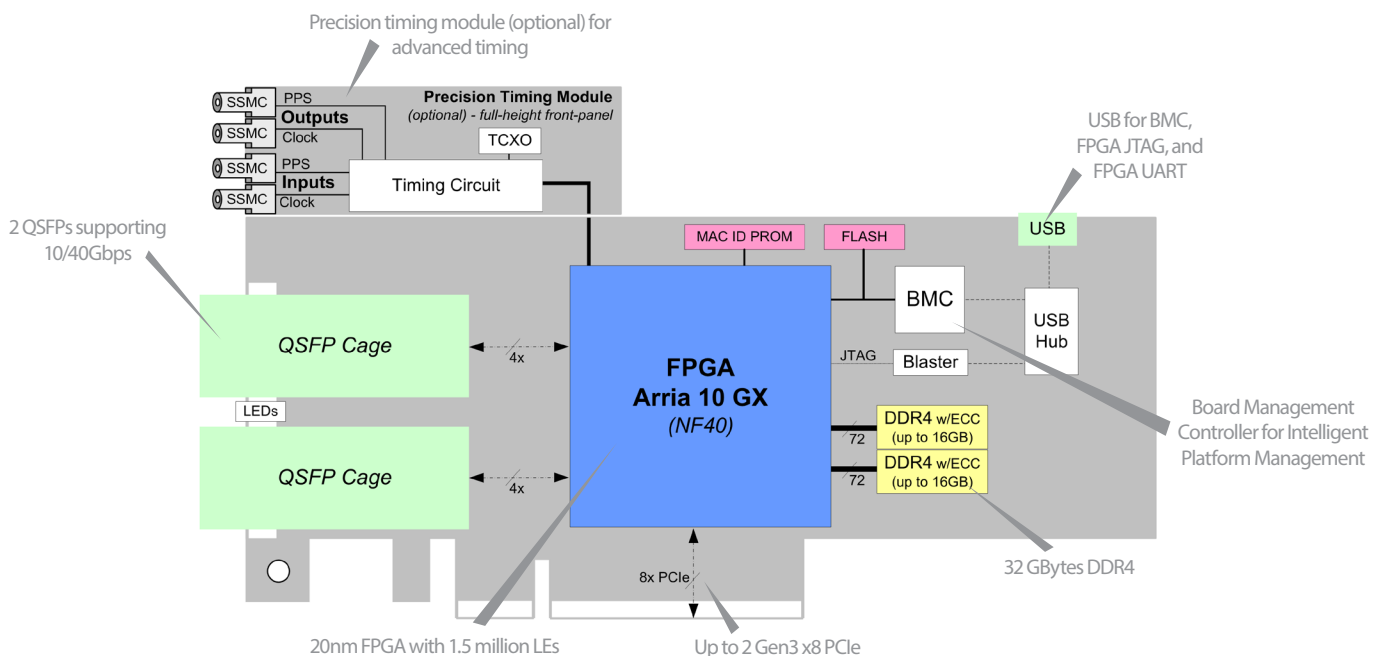 Precision timing module (optional) for
advanced timing
SSMC
PPS
Outputs
SSMC
Clock
SSMC
PPS
Inputs
SSMC
Clock
Precision Timing Module
(optional) - full-height front-panel
TCXO
Timing Circuit
USB for BMC,
FPGA JTAG, and
FPGA UART
2 QSFPs supporting
10/40Gbps
MAC ID PROM
FLASH
USB
BMC
USB
Hub
QSFP Cage
4x
FPGA
Arria 10 GX
(NF40)
JTAG
Blaster
LEDs
DDR4 w/ECC
(up to 16GB)
72
DDR4 w/ECC
(up to 16GB)
72
Board Management
Controller for Intelligent
Platform Management
QSFP Cage
4x
8x PCIe
32 GBytes DDR4
20nm FPGA with 1.5 million LEs
Up to 2 Gen3 x8 PCIe